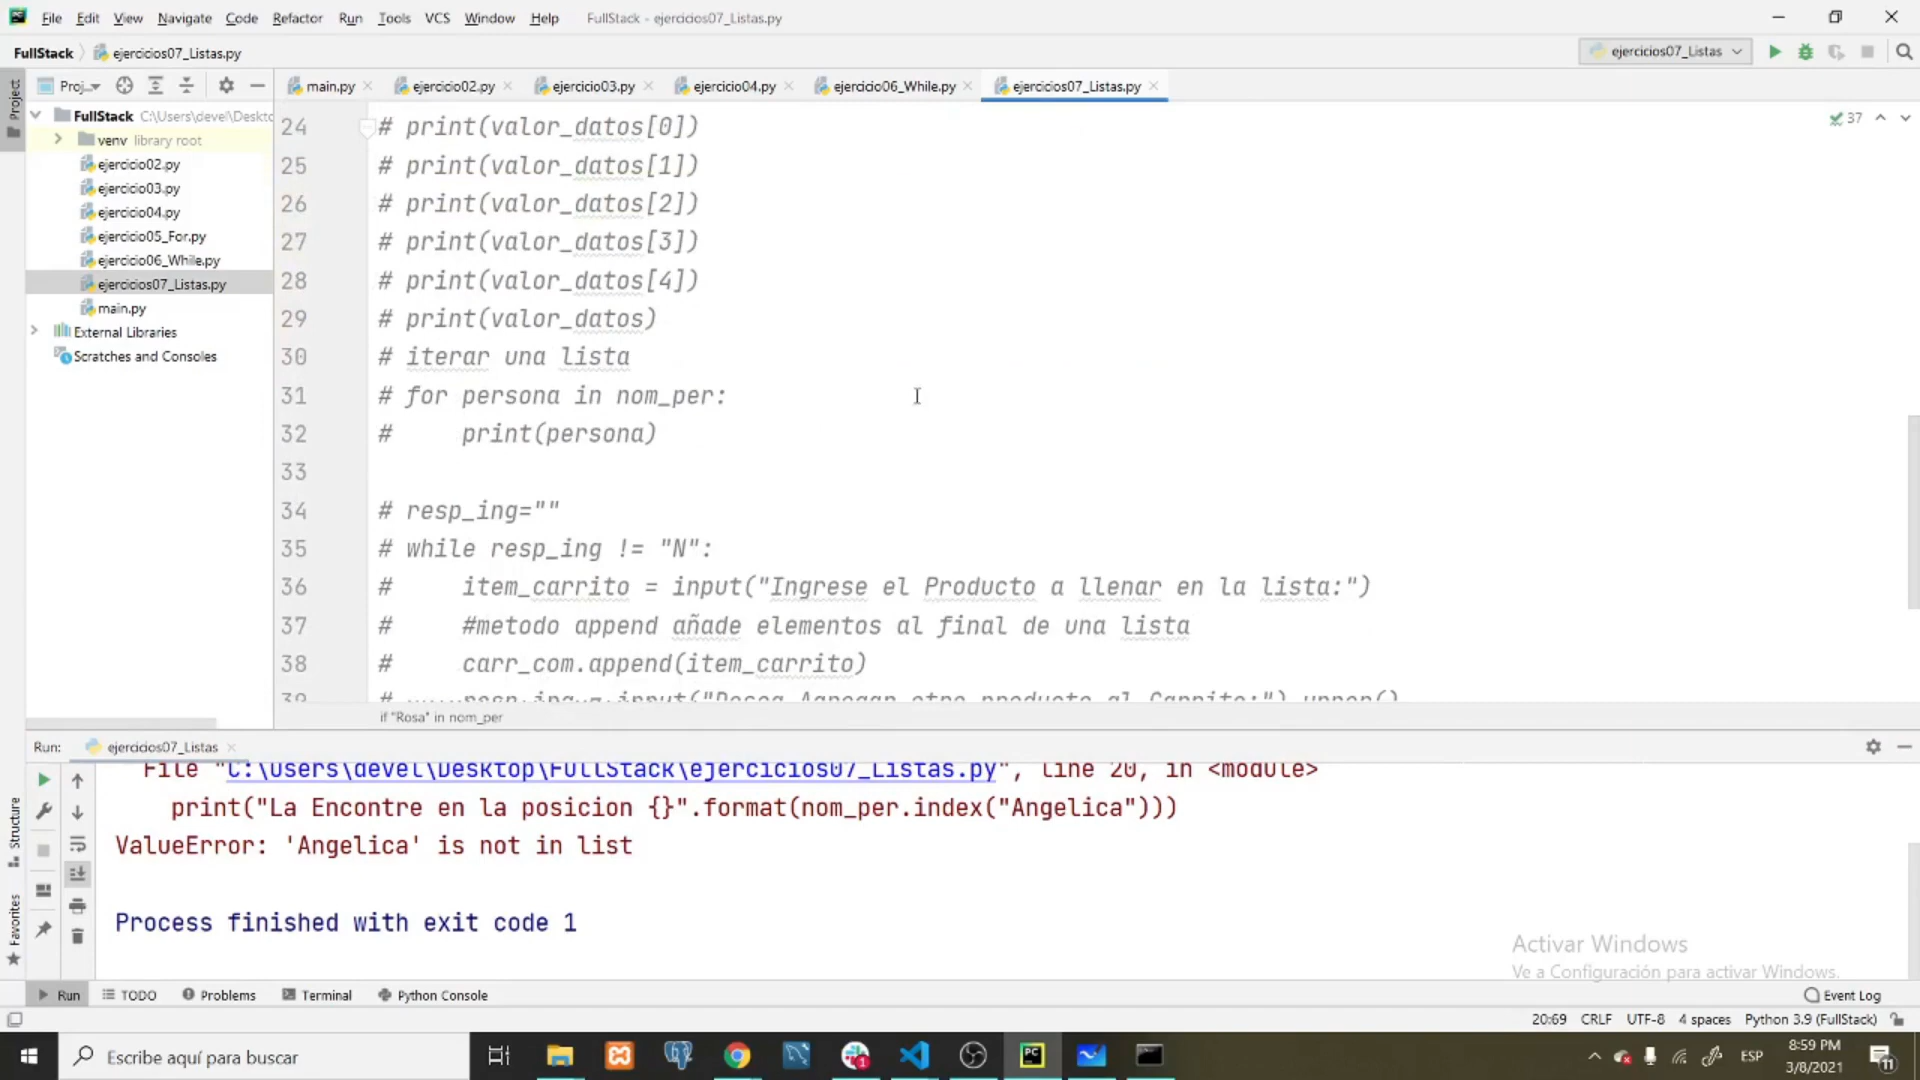 File Edit View Navigate Code Refactor Run Tools VCS Window Help FullStack - ejercicios07_Listas.py
FullStack ejercicios07_Listas.py ejercicios07_Listas
Project Proj... main.py ejercicio02.py ejercicio03.py ejercicio04.py ejercicio06_While.py ejercicios07_Listas.py
FullStack C:\Users\devel\Deskto
venv library root
ejercicio02.py
ejercicio03.py
ejercicio04.py
ejercicio05_For.py
ejercicio06_While.py
ejercicios07_Listas.py
main.py
External Libraries
Scratches and Consoles
37
24 # print(valor_datos[0])
25 # print(valor_datos[1])
26 # print(valor_datos[2])
27 # print(valor_datos[3])
28 # print(valor_datos[4])
29 # print(valor_datos)
30 # iterar una lista
31 # for persona in nom_per:
32 #     print(persona)
33
34 # resp_ing=""
35 # while resp_ing != "N":
36 #     item_carrito = input("Ingrese el Producto a llenar en la lista:")
37 #     #metodo append añade elementos al final de una lista
38 #     carr_com.append(item_carrito)
39 #     resp_ing = input("Desea Agregar otro producto al Carrito:").upper()
if "Rosa" in nom_per
Run: ejercicios07_Listas
File "C:\Users\devel\Desktop\FullStack\ejercicios07_Listas.py", line 20, in <module>
print("La Encontre en la posicion {}".format(nom_per.index("Angelica")))
ValueError: 'Angelica' is not in list
Process finished with exit code 1
Structure
Favorites
Activar Windows
Ve a Configuración para activar Windows.
Run TODO Problems Terminal Python Console Event Log
20:69 CRLF UTF-8 4 spaces Python 3.9 (FullStack)
Escribe aquí para buscar
PC
1
ESP
8:59 PM
3/8/2021
11